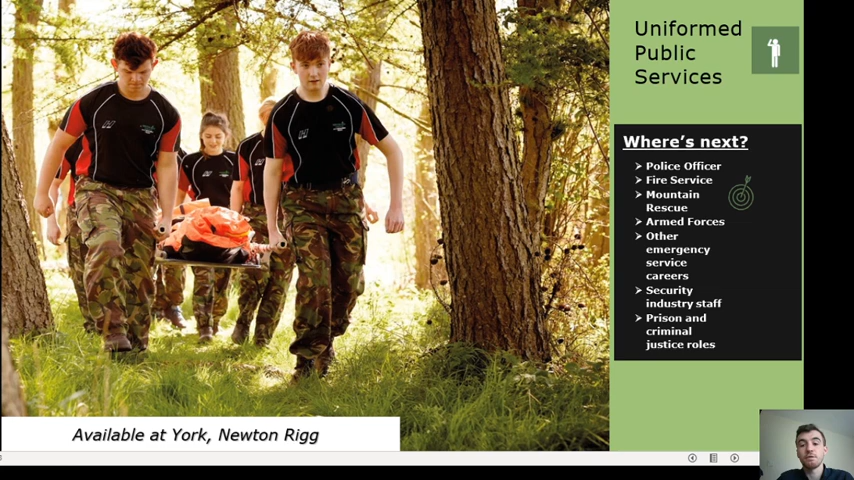 Uniformed
Public
Services
Where's next?
Police Officer
Fire Service
Mountain
Rescue
Armed Forces
Other
emergency
service
careers
Security
industry staff
Prison and
criminal
justice roles
Available at York, Newton Rigg